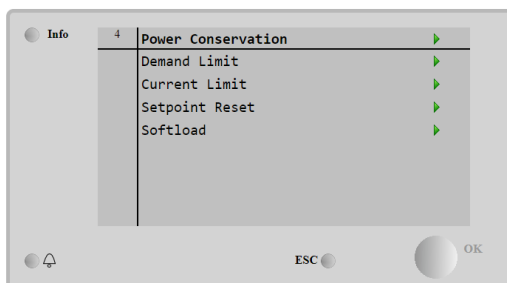 Info
4 Power Conservation
Demand Limit
Current Limit
Setpoint Reset
Softload
ESC
OK